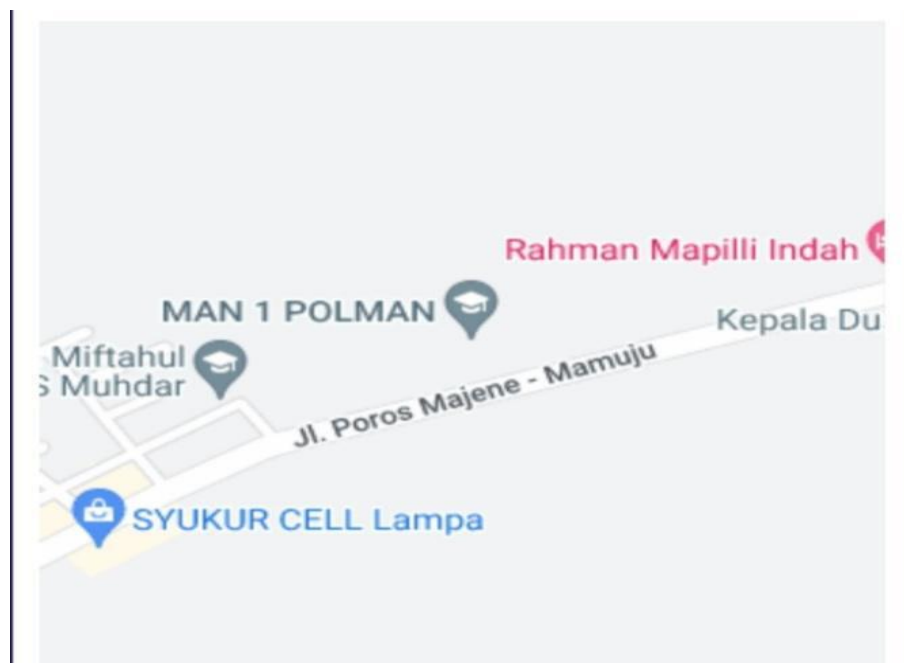 Rahman Mapilli Indah
MAN 1 POLMAN
Kepala Du
Miftahul
S Muhdar
Jl. Poros Majene - Mamuju
SYUKUR CELL Lampa